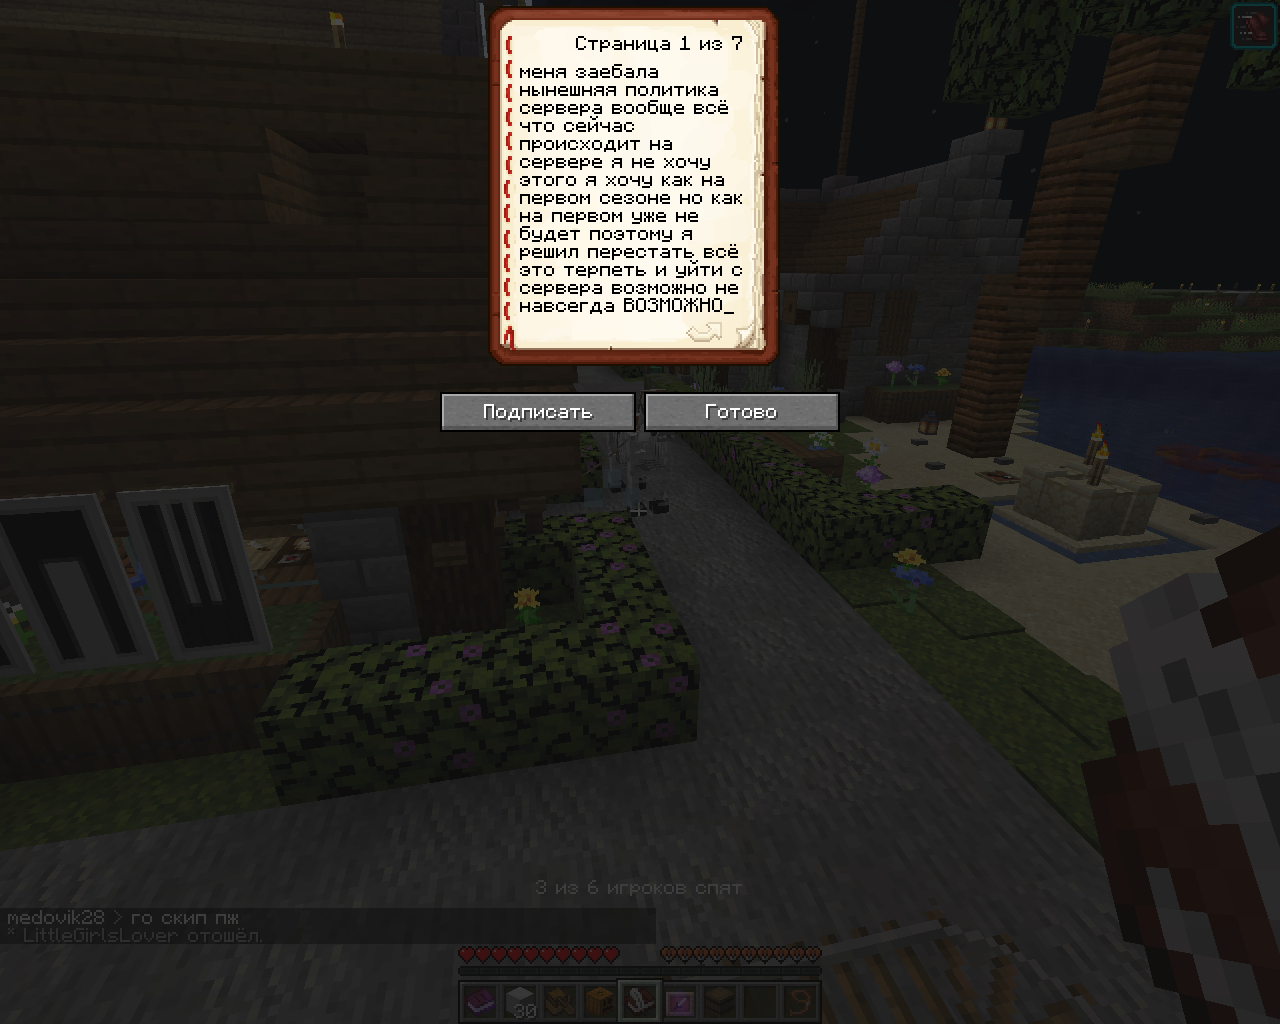 Страница 1 из 7
меня заебала
нынешняя политика
сервера вообще всё
что сейчас
происходит на
сервере я не хочу
этого я хочу как на
первом сезоне но как
на первом уже не
будет поэтому я
решил перестать всё
это терпеть и уйти с
сервера возможно не
навсегда ВОЗМОЖНО_
Подписать
Готово
3 из 6 игроков спят
medovik28 > го скип пж
* LittleGirlsLover отошёл.
30